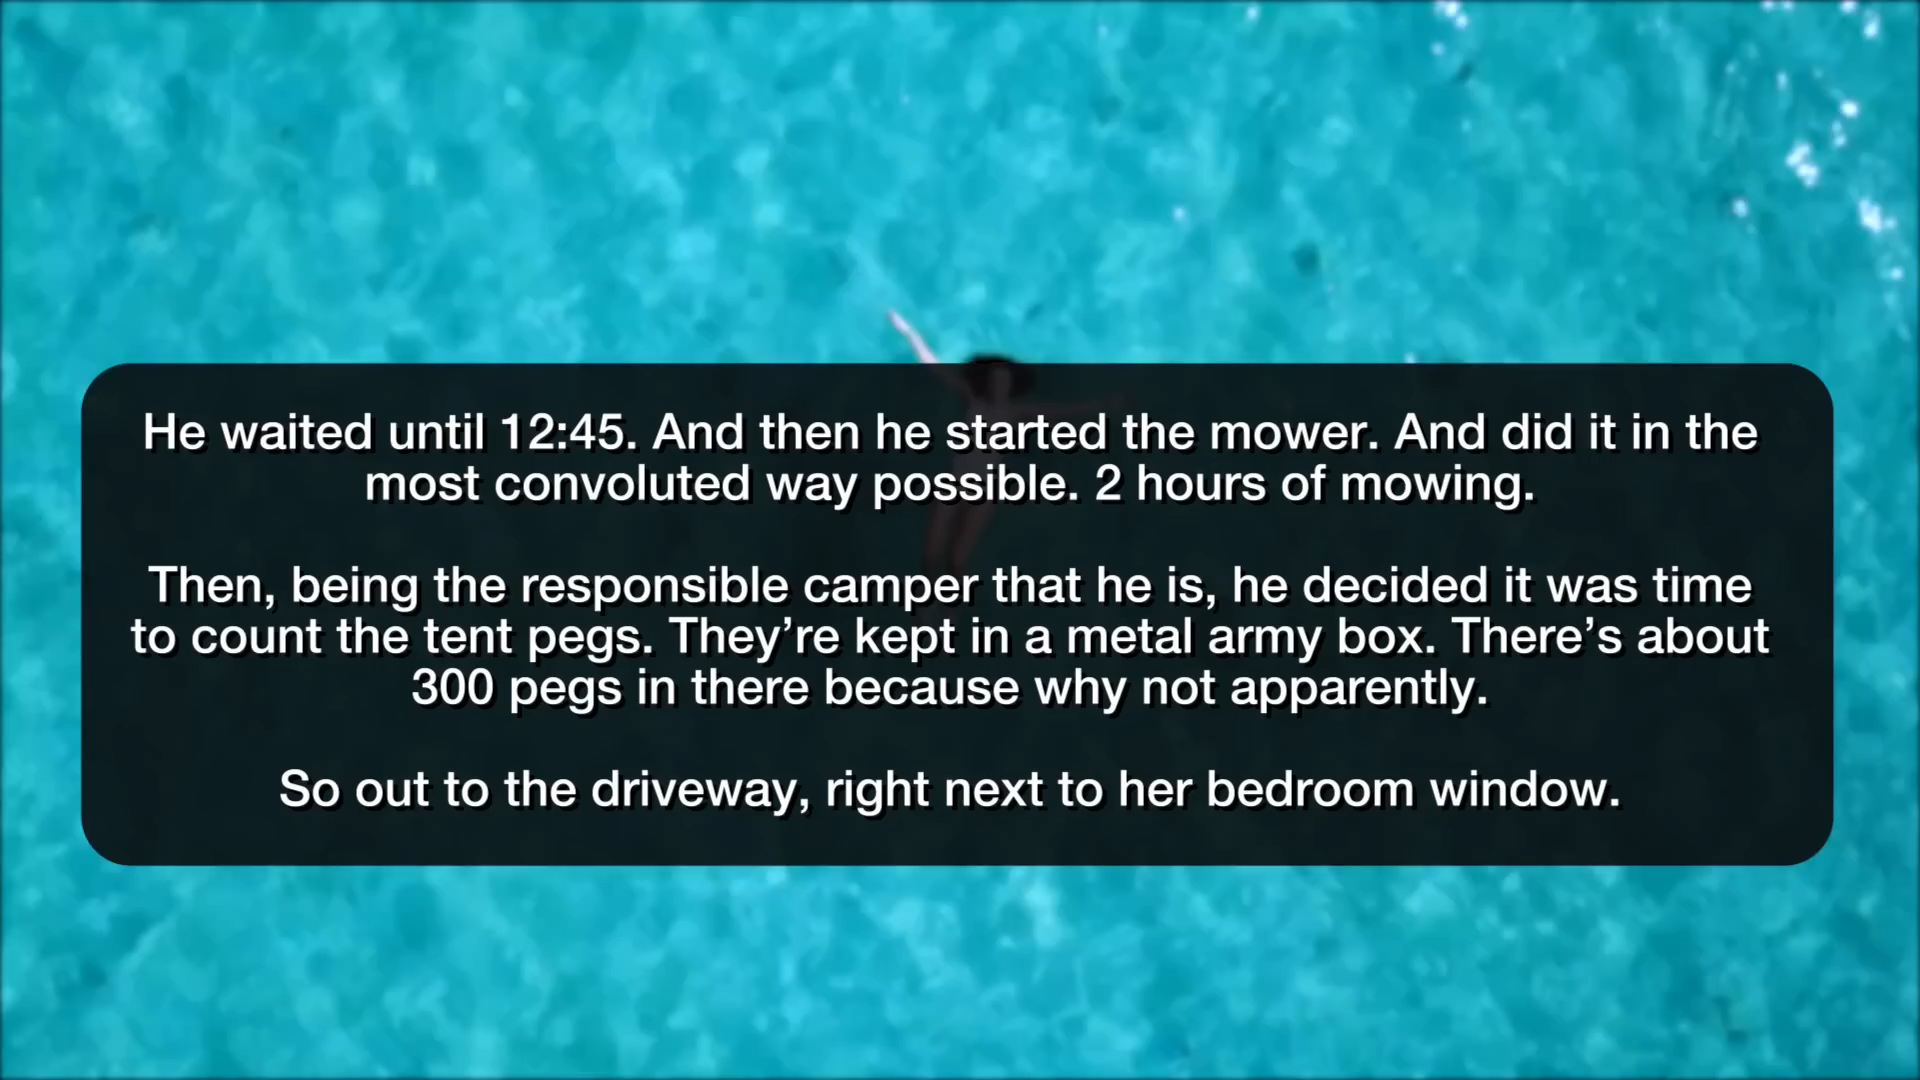 He waited until 12:45. And then he started the mower. And did it in the
most convoluted way possible. 2 hours of mowing.
Then, being the responsible camper that he is, he decided it was time
to count the tent pegs. They’re kept in a metal army box. There’s about
300 pegs in there because why not apparently.
So out to the driveway, right next to her bedroom window.